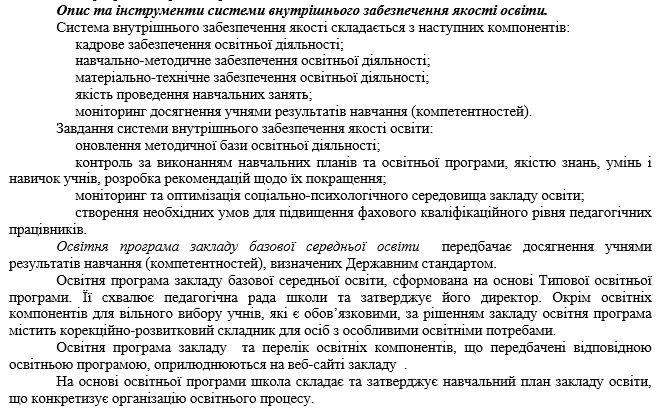 Опис та інструменти системи внутрішнього забезпечення якості освіти.
Система внутрішнього забезпечення якості складається з наступних компонентів:
кадрове забезпечення освітньої діяльності;
навчально-методичне забезпечення освітньої діяльності;
матеріально-технічне забезпечення освітньої діяльності;
якість проведення навчальних занять;
моніторинг досягнення учнями результатів навчання (компетентностей).
Завдання системи внутрішнього забезпечення якості освіти:
оновлення методичної бази освітньої діяльності;
контроль за виконанням навчальних планів та освітньої програми, якістю знань, умінь і
навичок учнів, розробка рекомендацій щодо їх покращення;
моніторинг та оптимізація соціально-психологічного середовища закладу освіти;
створення необхідних умов для підвищення фахового кваліфікаційного рівня педагогічних
працівників.
Освітня програма закладу базової середньої освіти передбачає досягнення учнями
результатів навчання (компетентностей), визначених Державним стандартом.
Освітня програма закладу базової середньої освіти, сформована на основі Типової освітньої
програми. Її схвалює педагогічна рада школи та затверджує його директор. Окрім освітніх
компонентів для вільного вибору учнів, які є обов’язковими, за рішенням закладу освітня програма
містить корекційно-розвитковий складник для осіб з особливими освітніми потребами.
Освітня програма закладу та перелік освітніх компонентів, що передбачені відповідною
освітньою програмою, оприлюднюються на веб-сайті закладу .
На основі освітньої програми школа складає та затверджує навчальний план закладу освіти,
що конкретизує організацію освітнього процесу.